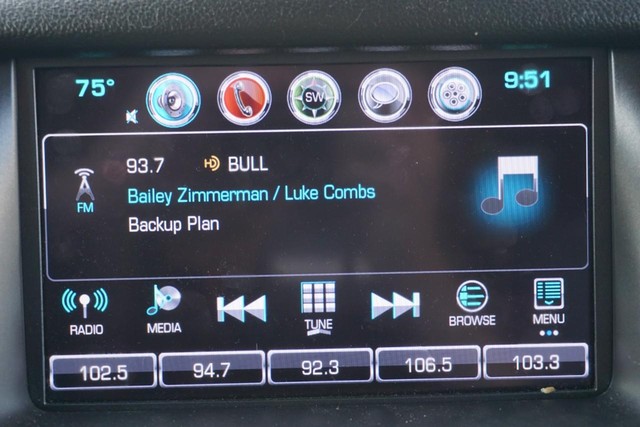 75° SW 9:51
93.7 HD BULL
FM Bailey Zimmerman / Luke Combs
Backup Plan
RADIO MEDIA TUNE BROWSE MENU
102.5 94.7 92.3 106.5 103.3